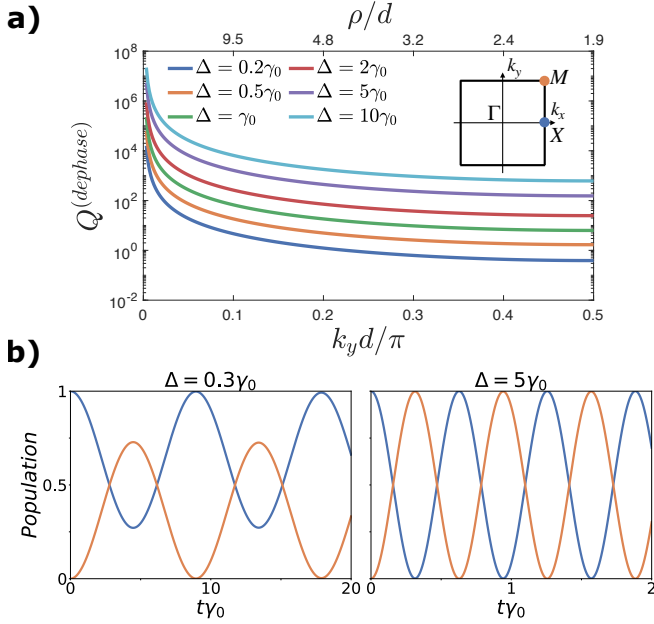 a)
ρ/d
9.5 4.8 3.2 2.4 1.9
10^8
10^6
10^4
10^2
10^0
10^-2
Q^(dephase)
Δ = 0.2γ₀ Δ = 2γ₀
Δ = 0.5γ₀ Δ = 5γ₀
Δ = γ₀ Δ = 10γ₀
k_y M
Γ k_x
X
0 0.1 0.2 0.3 0.4 0.5
k_y d/π
b)
Δ = 0.3γ₀ Δ = 5γ₀
Population
1 1
0.5 0.5
0 0
0 10 20 0 1 2
tγ₀ tγ₀